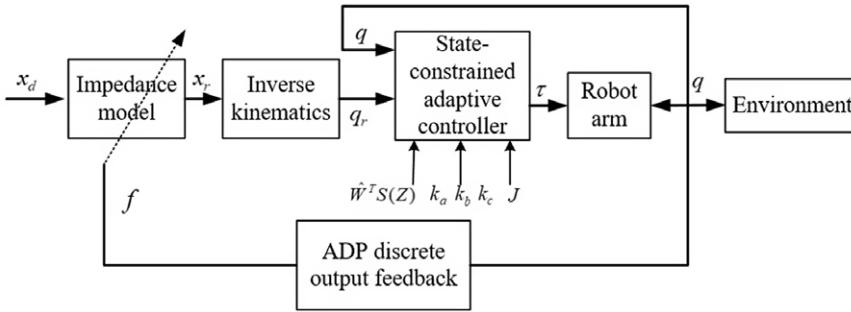 x_d
Impedance
model
x_r
Inverse
kinematics
q
q_r
State-
constrained
adaptive
controller
τ
Robot
arm
q
Environment
Ŵ^T S(Z) k_a k_b k_c J
f
ADP discrete
output feedback